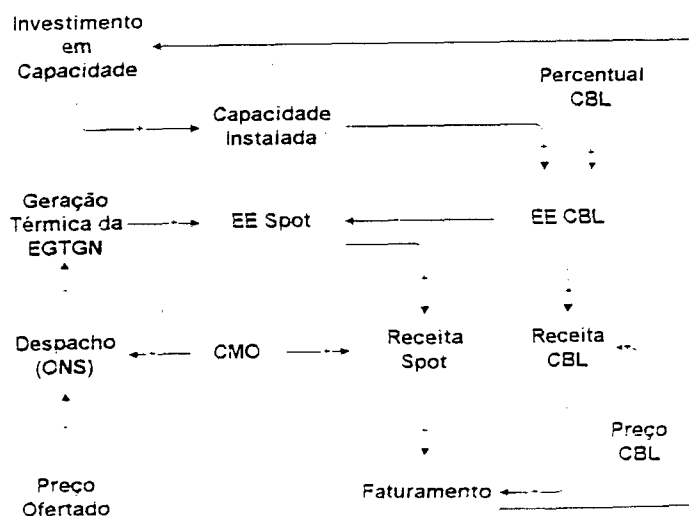 Investimento
em
Capacidade
Percentual
CBL
Capacidade
Instalada
Geração
Térmica da
EGTGN
EE Spot
EE CBL
Despacho
(CNS)
CMO
Receita
Spot
Receita
CBL
Preço
CBL
Preço
Ofertado
Faturamento